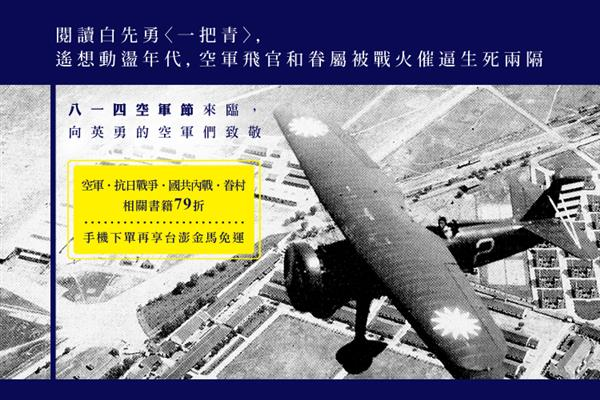 閱讀白先勇〈一把青〉，
遙想動盪年代，空軍飛官和眷屬被戰火催逼生死兩隔
八一四空軍節來臨，
向英勇的空軍們致敬
空軍・抗日戰爭・國共內戰・眷村
相關書籍79折
手機下單再享台澎金馬免運